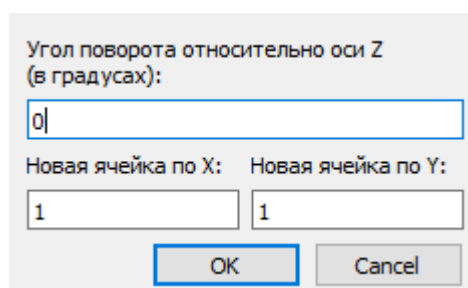 Угол поворота относительно оси Z
(в градусах):
0
Новая ячейка по X: Новая ячейка по Y:
1 1
OK Cancel